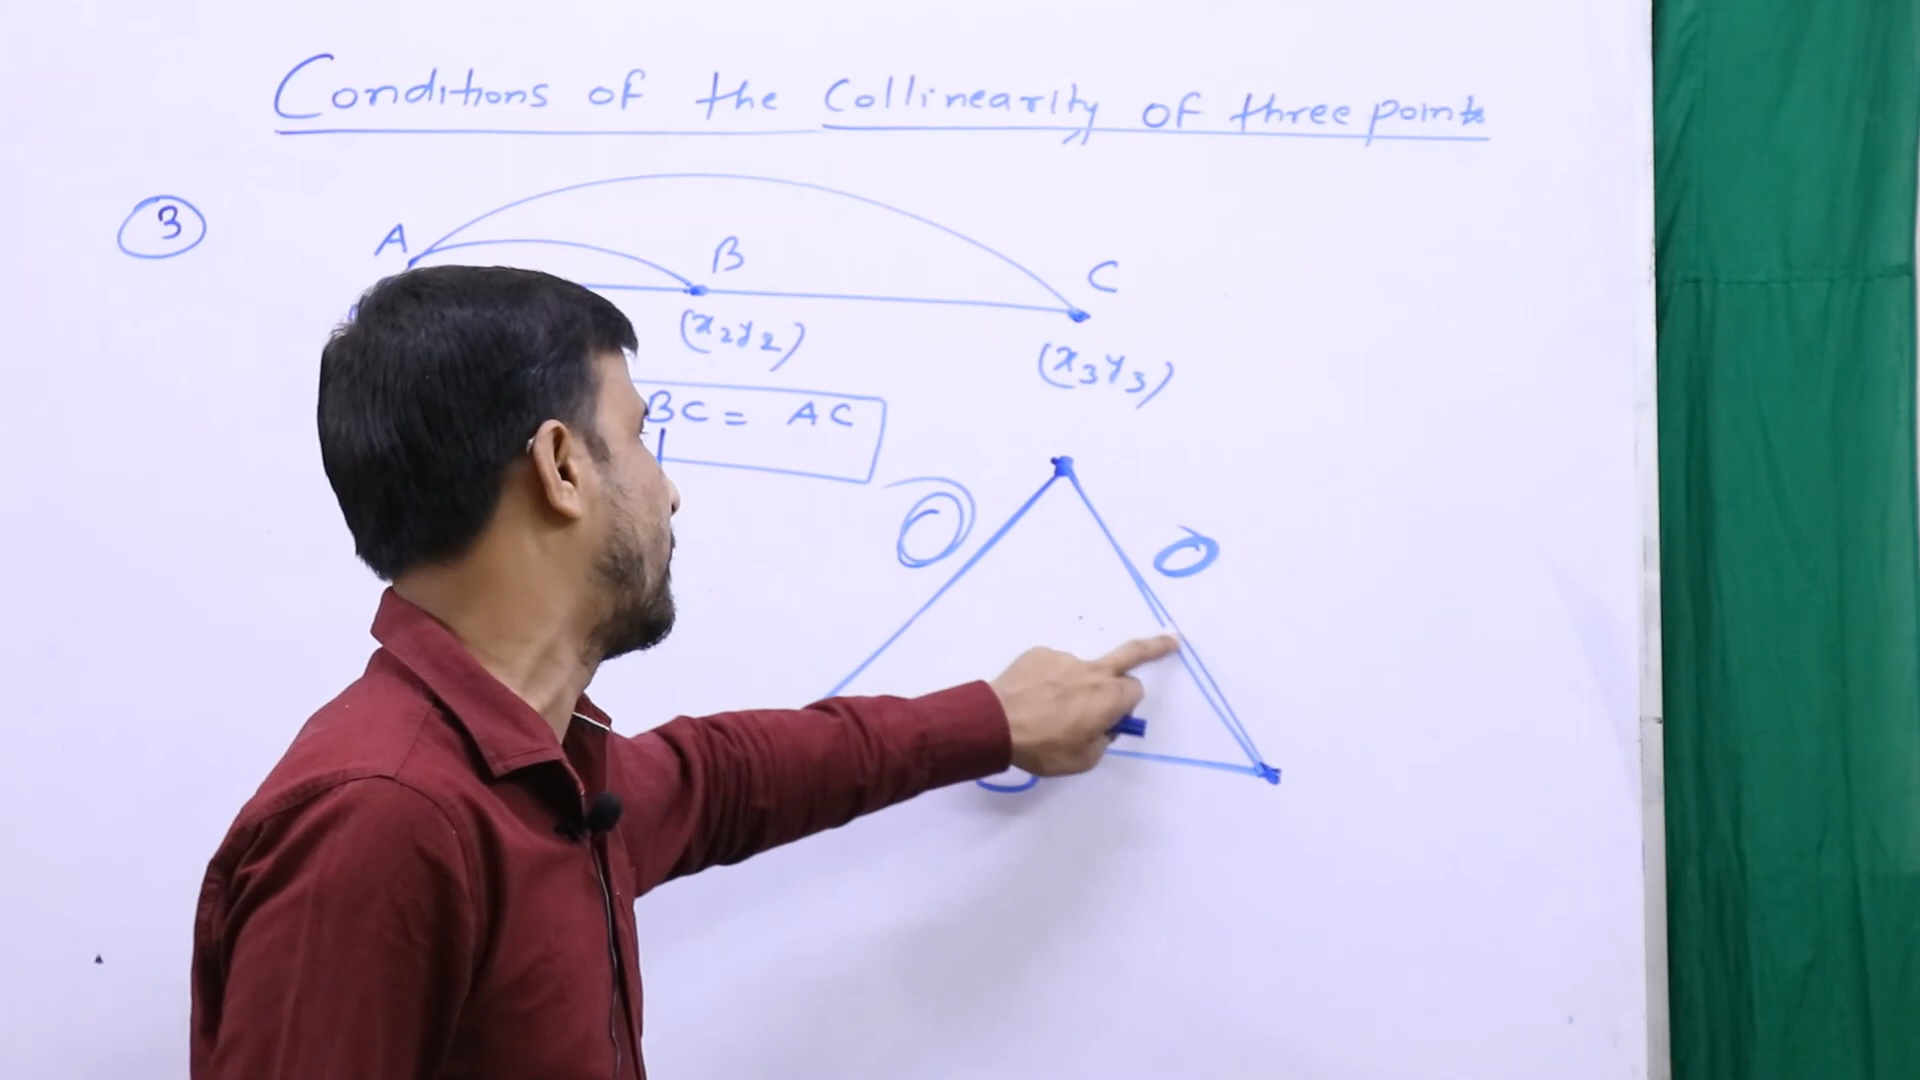 Conditions of the Collinearity of three points
3
A B C
(x₂y₂) (x₃y₃)
BC = AC